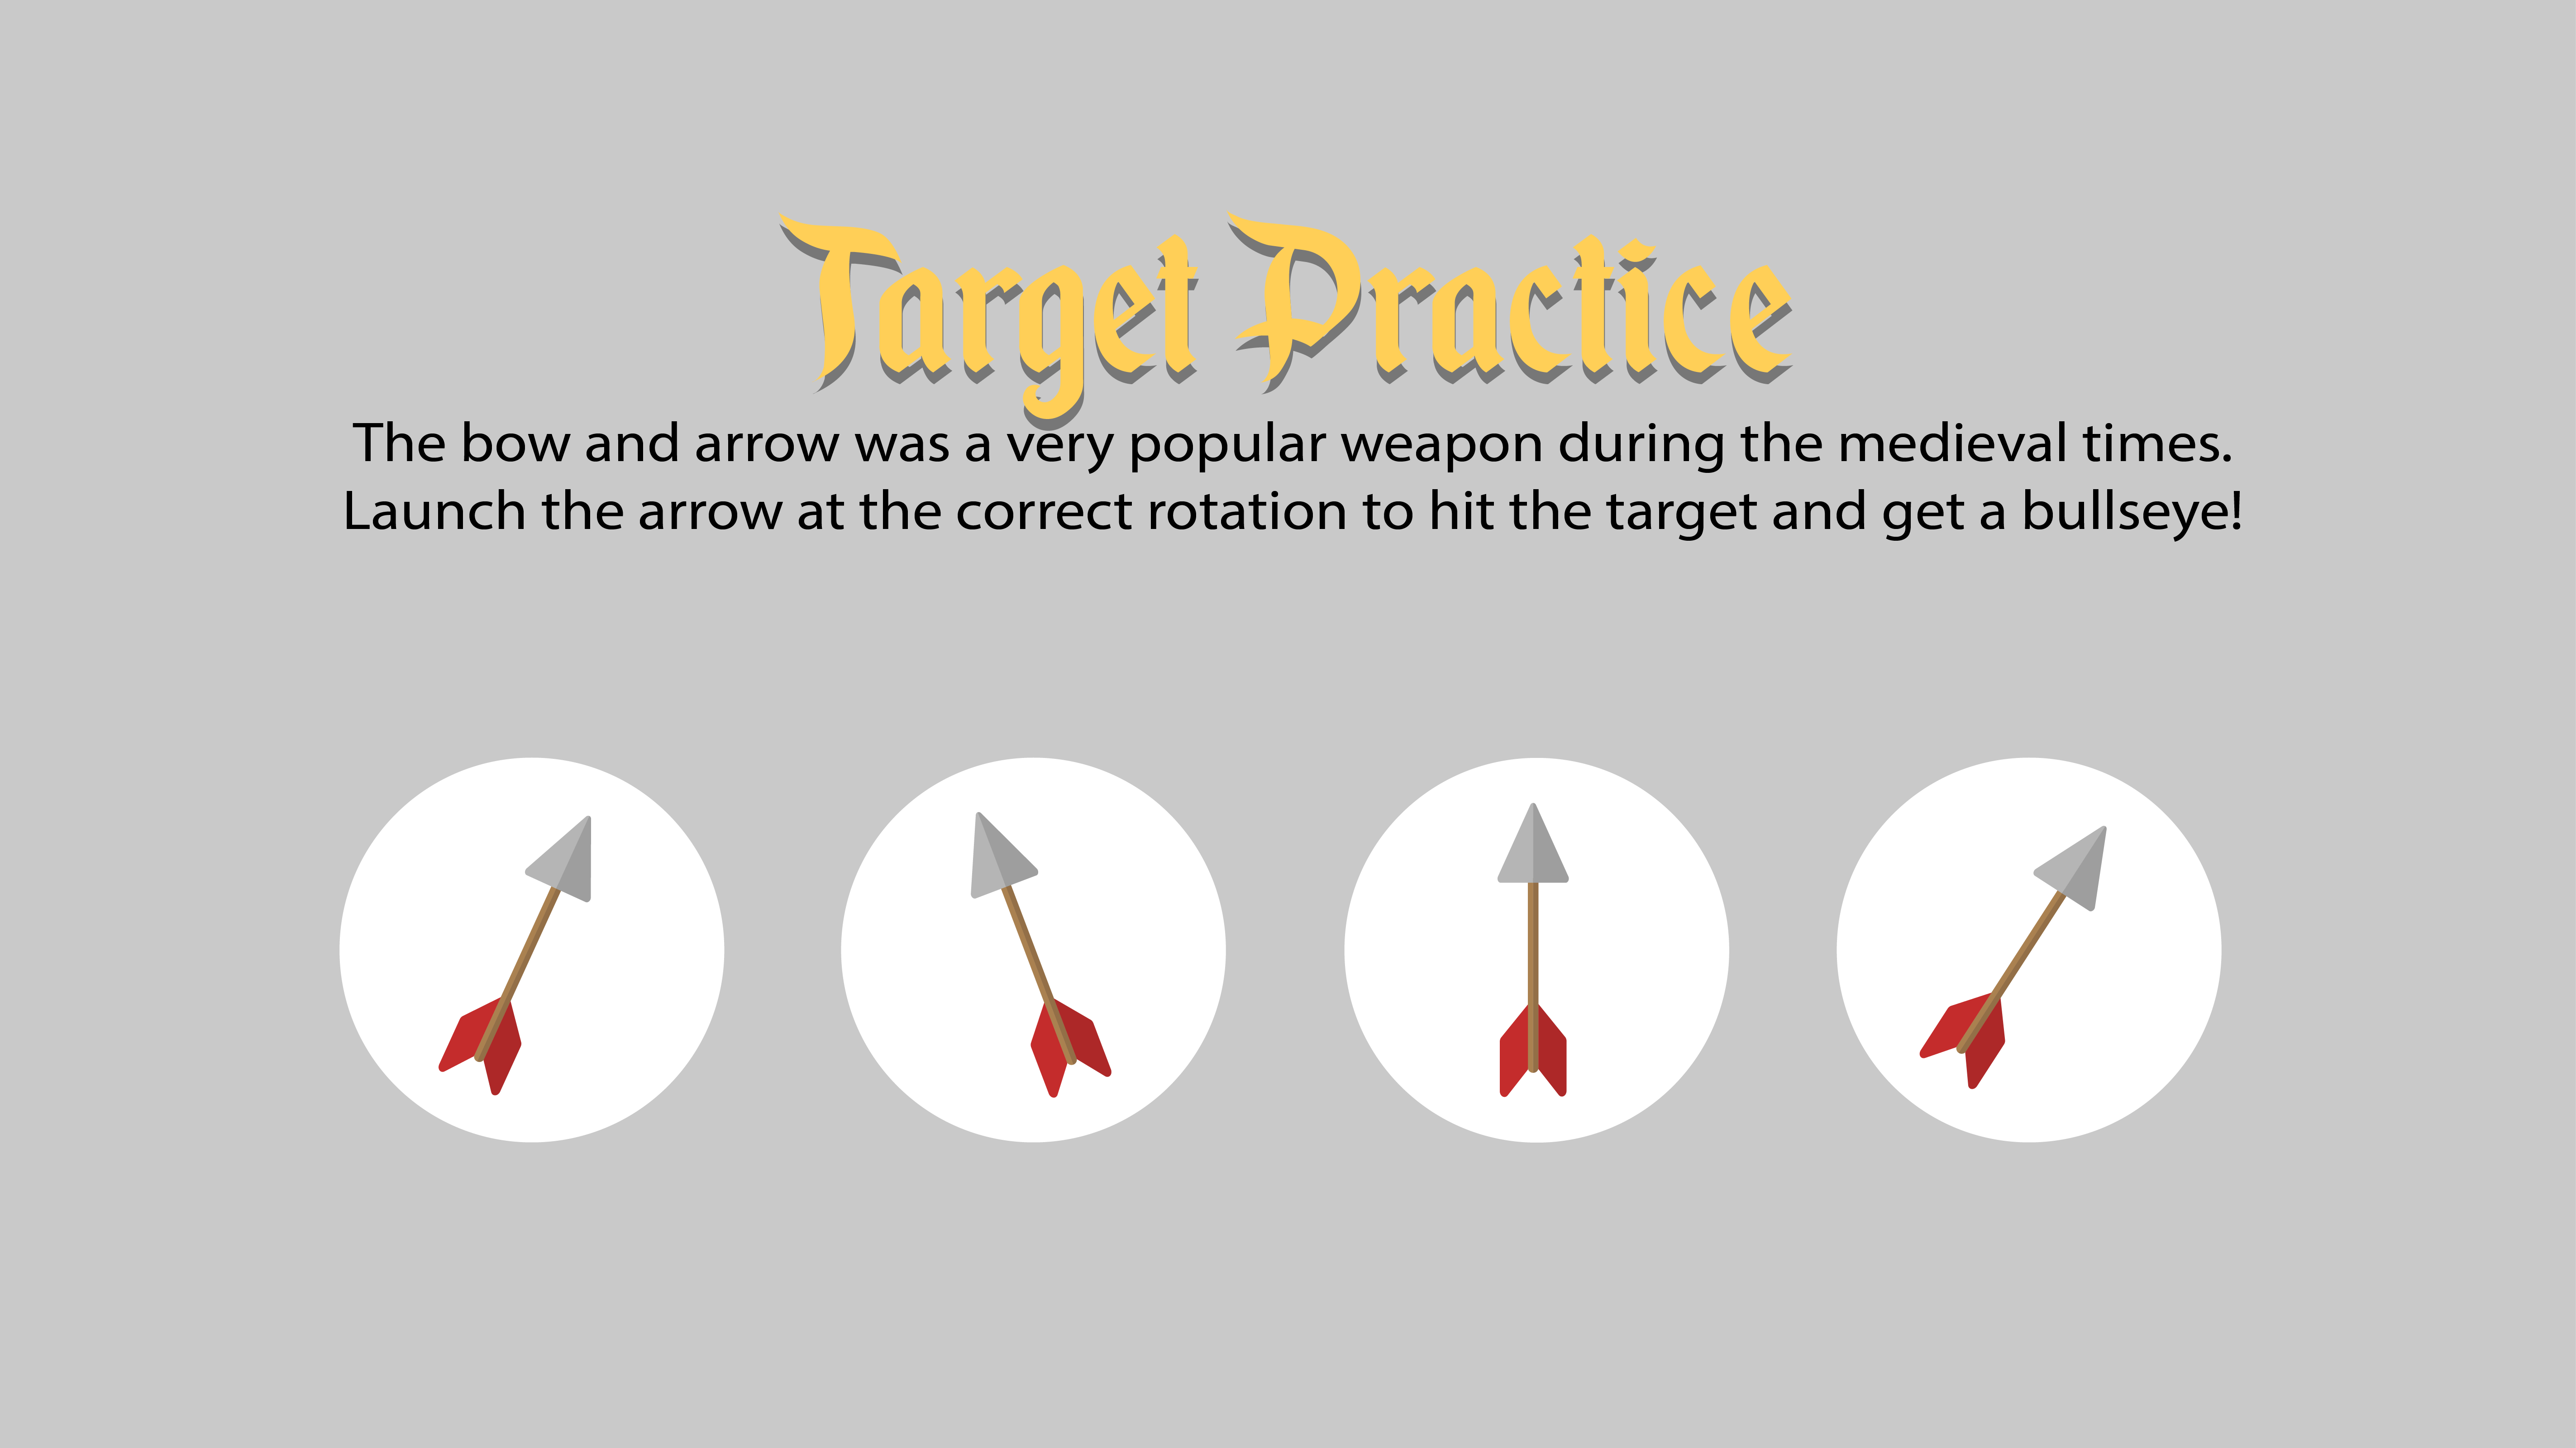 Target Practice
The bow and arrow was a very popular weapon during the medieval times.
Launch the arrow at the correct rotation to hit the target and get a bullseye!